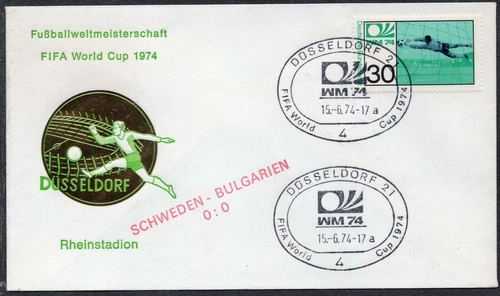 Fußballweltmeisterschaft
FIFA World Cup 1974
DÜSSELDORF
Rheinstadion
SCHWEDEN - BULGARIEN
0:0
WM 74
30
DÜSSELDORF 21
WM 74
15.-6.74-17 a
FIFA World Cup 1974
4
DÜSSELDORF 21
WM 74
15.-6.74-17 a
FIFA World Cup 1974
4